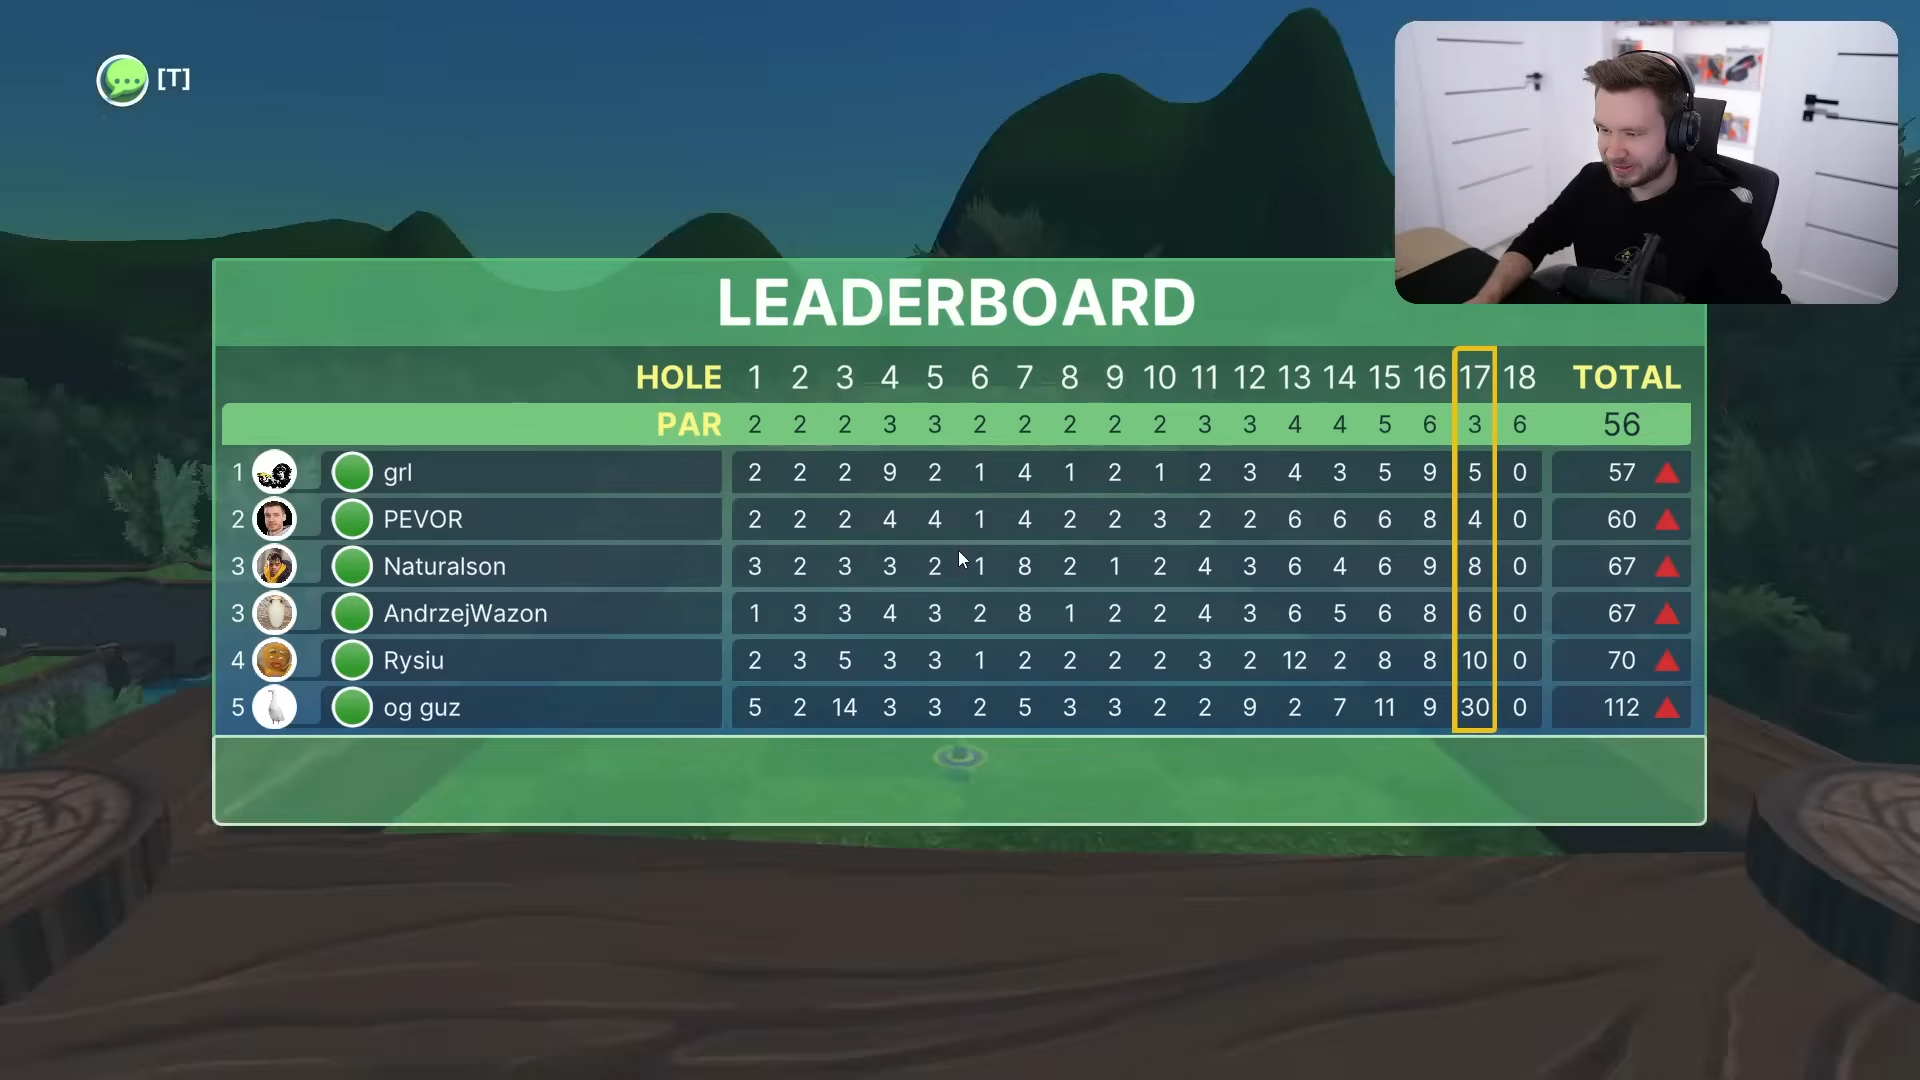 [T]
LEADERBOARD
HOLE 1 2 3 4 5 6 7 8 9 10 11 12 13 14 15 16 17 18 TOTAL
PAR 2 2 2 3 3 2 2 2 2 2 3 3 4 4 5 6 3 6 56
1 grl 2 2 2 9 2 1 4 1 2 1 2 3 4 3 5 9 5 0 57
2 PEVOR 2 2 2 4 4 1 4 2 2 3 2 2 6 6 6 8 4 0 60
3 Naturalson 3 2 3 3 2 1 8 2 1 2 4 3 6 4 6 9 8 0 67
3 AndrzejWazon 1 3 3 4 3 2 8 1 2 2 4 3 6 5 6 8 6 0 67
4 Rysiu 2 3 5 3 3 1 2 2 2 2 3 2 12 2 8 8 10 0 70
5 og guz 5 2 14 3 3 2 5 3 3 2 2 9 2 7 11 9 30 0 112